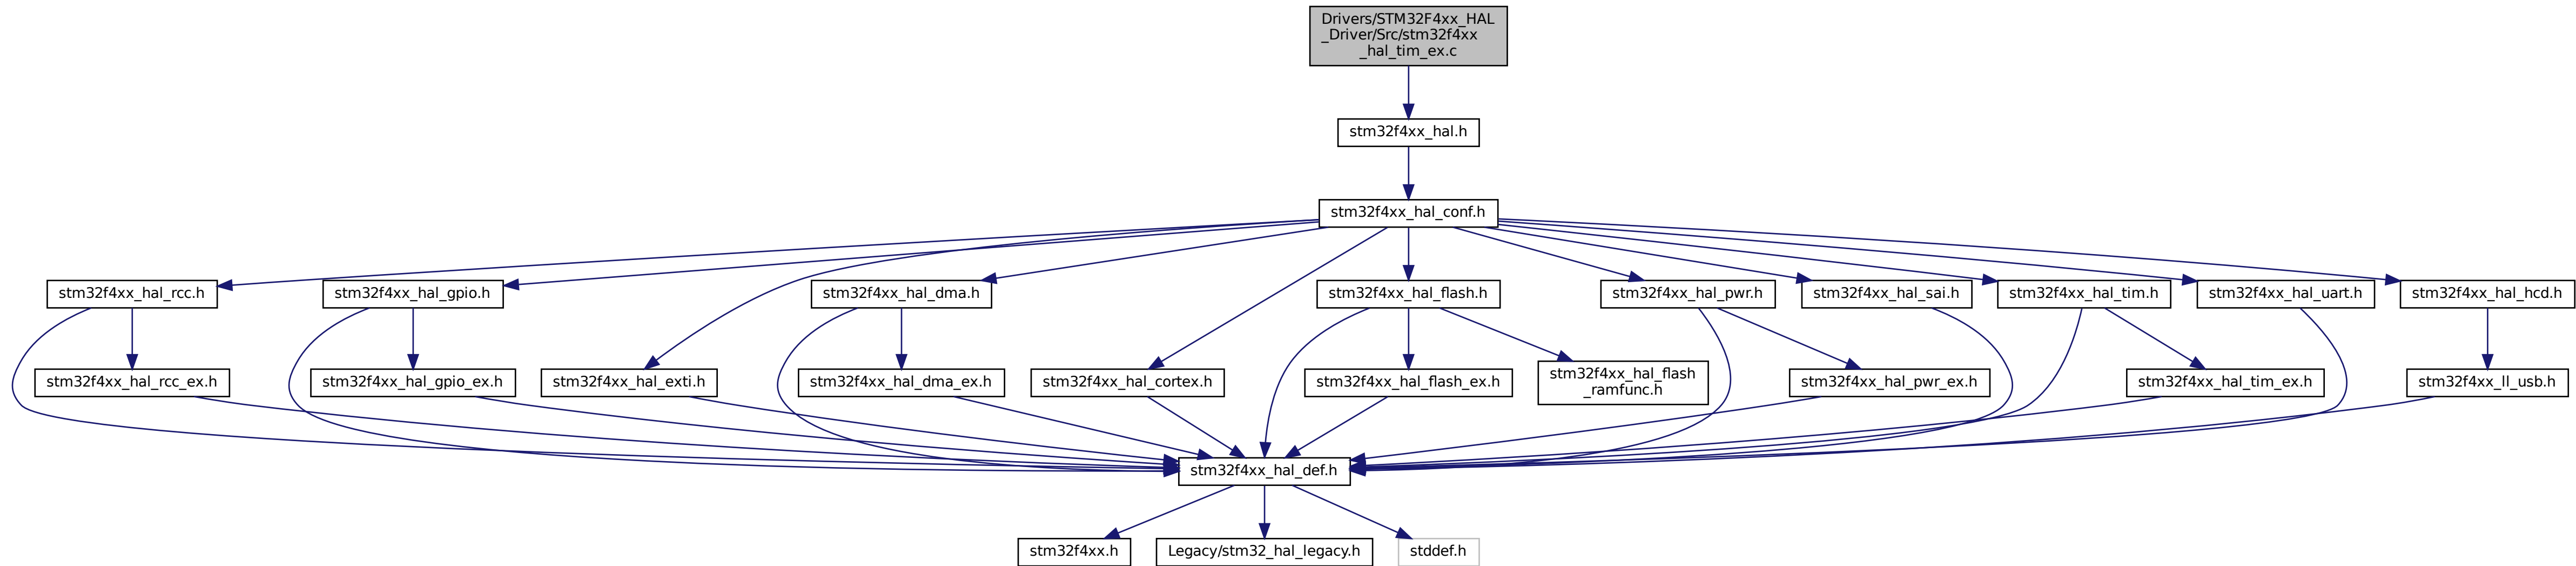 Drivers/STM32F4xx_HAL
_Driver/Src/stm32f4xx
_hal_tim_ex.c
stm32f4xx_hal.h
stm32f4xx_hal_conf.h
stm32f4xx_hal_rcc.h
stm32f4xx_hal_gpio.h
stm32f4xx_hal_dma.h
stm32f4xx_hal_flash.h
stm32f4xx_hal_pwr.h
stm32f4xx_hal_sai.h
stm32f4xx_hal_tim.h
stm32f4xx_hal_uart.h
stm32f4xx_hal_hcd.h
stm32f4xx_hal_rcc_ex.h
stm32f4xx_hal_gpio_ex.h
stm32f4xx_hal_exti.h
stm32f4xx_hal_dma_ex.h
stm32f4xx_hal_cortex.h
stm32f4xx_hal_flash_ex.h
stm32f4xx_hal_flash
_ramfunc.h
stm32f4xx_hal_pwr_ex.h
stm32f4xx_hal_tim_ex.h
stm32f4xx_ll_usb.h
stm32f4xx_hal_def.h
stm32f4xx.h
Legacy/stm32_hal_legacy.h
stddef.h